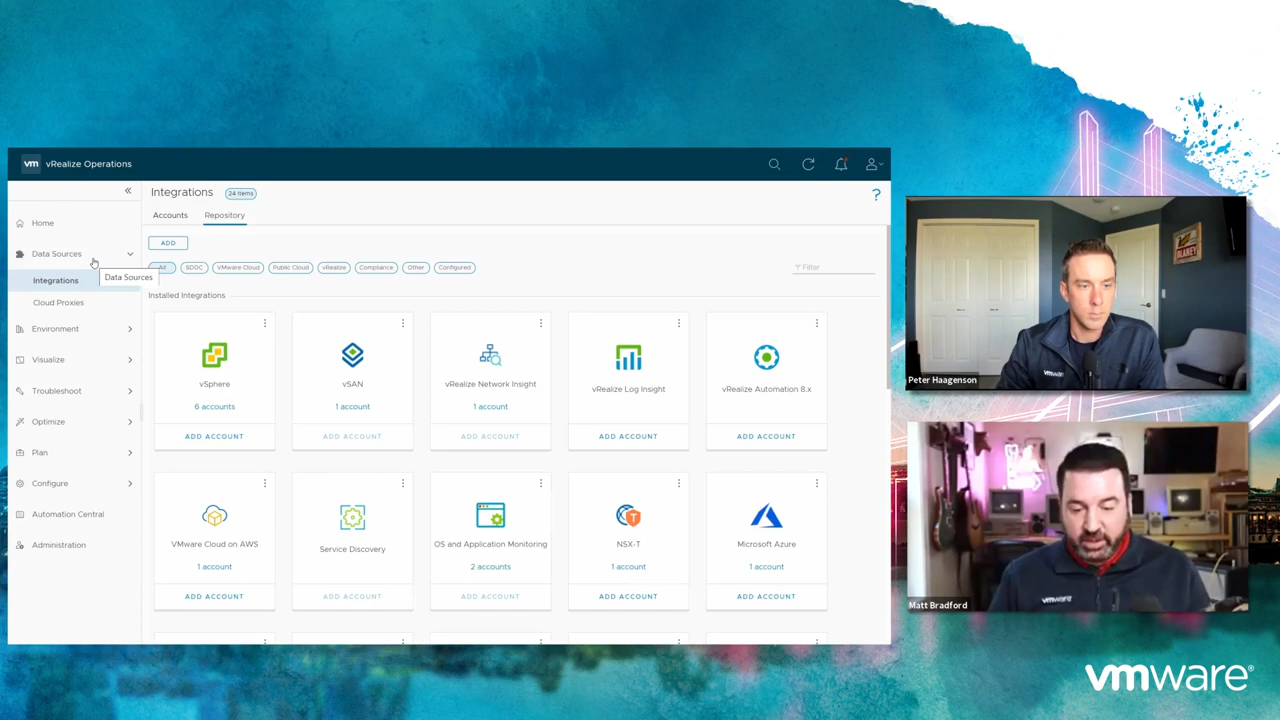 vm vRealize Operations
Integrations 24 items
?
Accounts Repository
ADD
All SDDC VMware Cloud Public Cloud vRealize Compliance Other Configured Filter
Installed Integrations
Home
Data Sources
Data Sources
Integrations
Cloud Proxies
Environment
Visualize
Troubleshoot
Optimize
Plan
Configure
Automation Central
Administration
vSphere
6 accounts
ADD ACCOUNT
vSAN
1 account
ADD ACCOUNT
vRealize Network Insight
1 account
ADD ACCOUNT
vRealize Log Insight
ADD ACCOUNT
vRealize Automation 8.x
ADD ACCOUNT
VMware Cloud on AWS
1 account
ADD ACCOUNT
Service Discovery
ADD ACCOUNT
OS and Application Monitoring
2 accounts
ADD ACCOUNT
T
NSX-T
1 account
ADD ACCOUNT
Microsoft Azure
1 account
ADD ACCOUNT
BLANEY
vmware
Peter Haagenson
vmware
Matt Bradford
vmware®